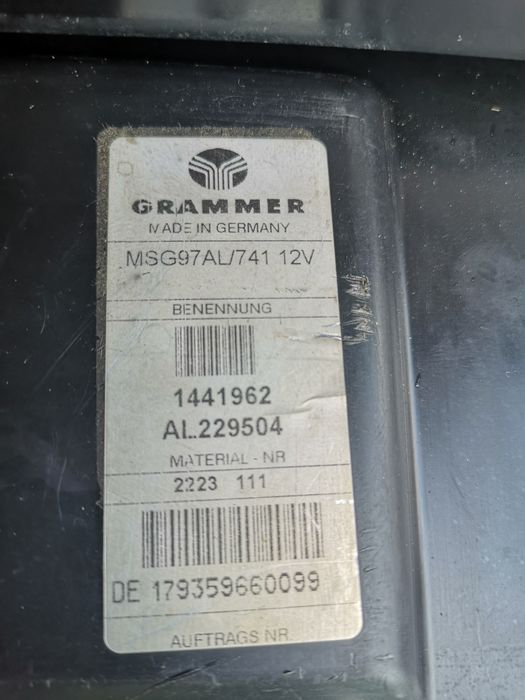 GRAMMER
MADE IN GERMANY
MSG97AL/741 12V
BENENNUNG
1441962
AL229504
MATERIAL - NR
2223 111
DE 179359660099
AUFTRAGS NR.